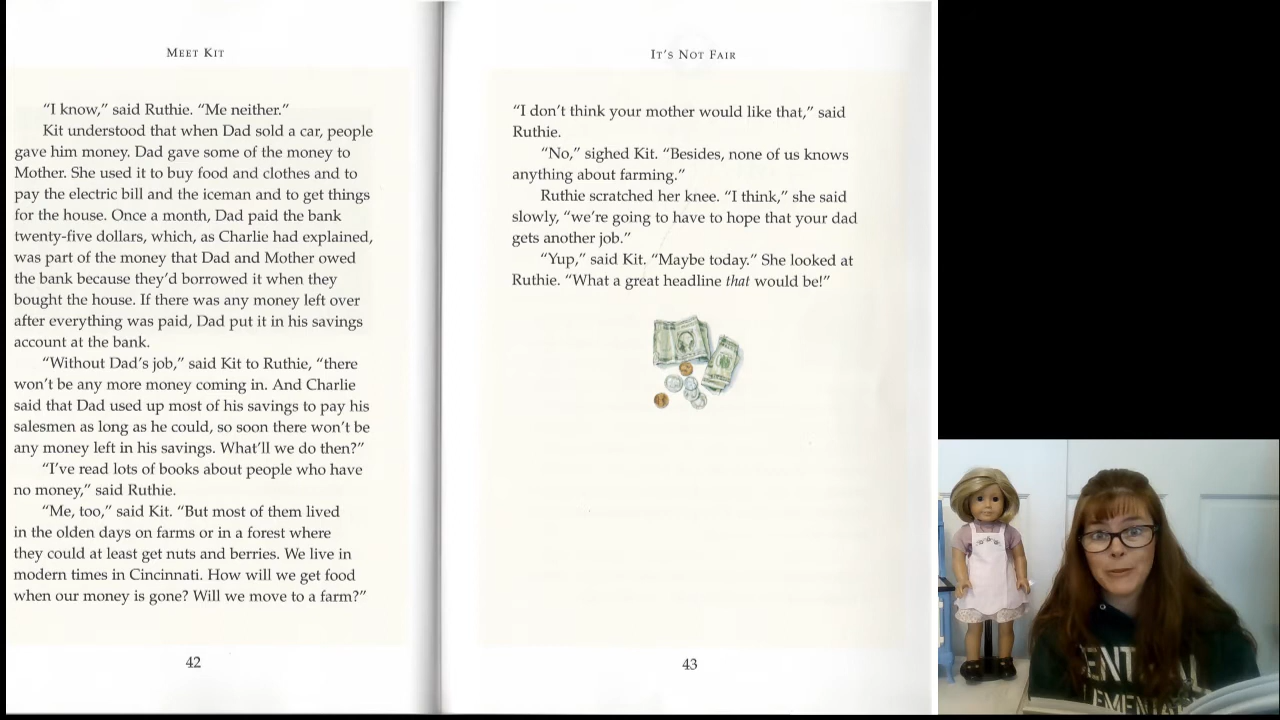 MEET KIT
"I know," said Ruthie. "Me neither."
Kit understood that when Dad sold a car, people
gave him money. Dad gave some of the money to
Mother. She used it to buy food and clothes and to
pay the electric bill and the iceman and to get things
for the house. Once a month, Dad paid the bank
twenty-five dollars, which, as Charlie had explained,
was part of the money that Dad and Mother owed
the bank because they'd borrowed it when they
bought the house. If there was any money left over
after everything was paid, Dad put it in his savings
account at the bank.
"Without Dad's job," said Kit to Ruthie, "there
won't be any more money coming in. And Charlie
said that Dad used up most of his savings to pay his
salesmen as long as he could, so soon there won't be
any money left in his savings. What'll we do then?"
"I've read lots of books about people who have
no money," said Ruthie.
"Me, too," said Kit. "But most of them lived
in the olden days on farms or in a forest where
they could at least get nuts and berries. We live in
modern times in Cincinnati. How will we get food
when our money is gone? Will we move to a farm?"
42
IT'S NOT FAIR
"I don't think your mother would like that," said
Ruthie.
"No," sighed Kit. "Besides, none of us knows
anything about farming."
Ruthie scratched her knee. "I think," she said
slowly, "we're going to have to hope that your dad
gets another job."
"Yup," said Kit. "Maybe today." She looked at
Ruthie. "What a great headline that would be!"
43
ENTRAL
LEMENTAR